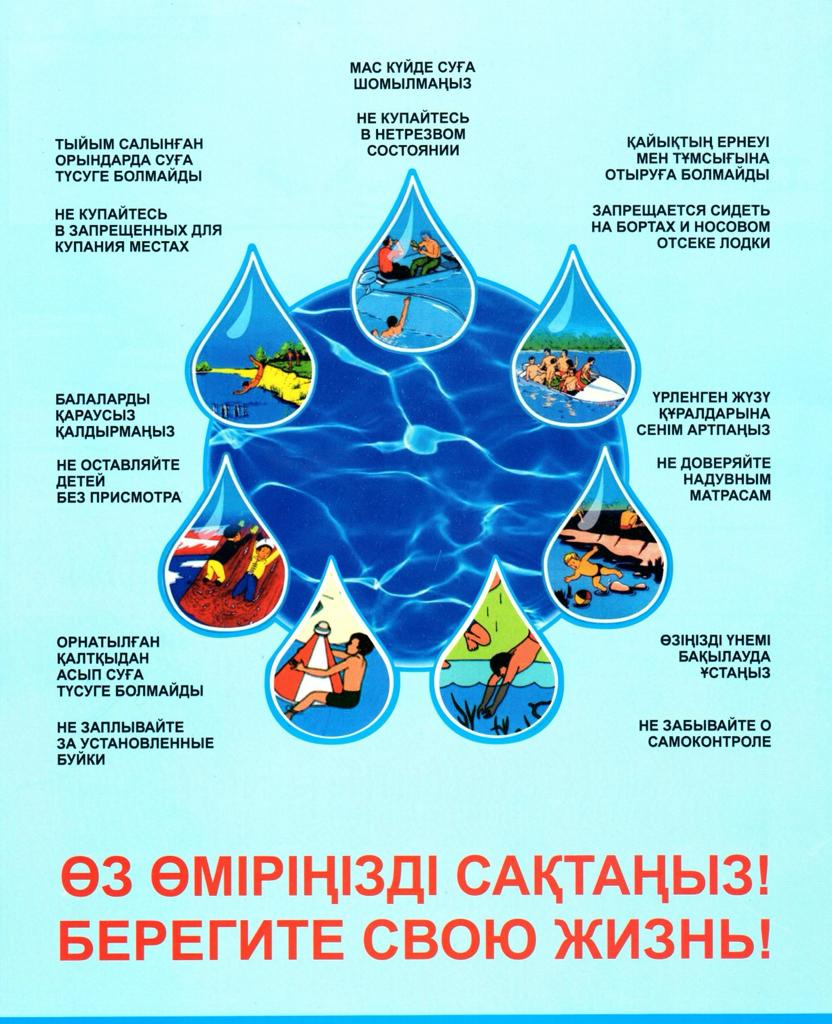 МАС КҮЙДЕ СУҒА
ШОМЫЛМАҢЫЗ
НЕ КУПАЙТЕСЬ
В НЕТРЕЗВОМ
СОСТОЯНИИ
ТЫЙЫМ САЛЫНҒАН
ОРЫНДАРДА СУҒА
ТҮСУГЕ БОЛМАЙДЫ
НЕ КУПАЙТЕСЬ
В ЗАПРЕЩЕННЫХ ДЛЯ
КУПАНИЯ МЕСТАХ
ҚАЙЫҚТЫҢ ЕРНЕУІ
МЕН ТҰМСЫҒЫНА
ОТЫРУҒА БОЛМАЙДЫ
ЗАПРЕЩАЕТСЯ СИДЕТЬ
НА БОРТАХ И НОСОВОМ
ОТСЕКЕ ЛОДКИ
БАЛАЛАРДЫ
ҚАРАУСЫЗ
ҚАЛДЫРМАҢЫЗ
НЕ ОСТАВЛЯЙТЕ
ДЕТЕЙ
БЕЗ ПРИСМОТРА
ҮРЛЕНГЕН ЖҮЗУ
ҚҰРАЛДАРЫНА
СЕНІМ АРТПАҢЫЗ
НЕ ДОВЕРЯЙТЕ
НАДУВНЫМ
МАТРАСАМ
ОРНАТЫЛҒАН
ҚАЛТҚЫДАН
АСЫП СУҒА
ТҮСУГЕ БОЛМАЙДЫ
НЕ ЗАПЛЫВАЙТЕ
ЗА УСТАНОВЛЕННЫЕ
БУЙКИ
ӨЗІҢІЗДІ ҮНЕМІ
БАҚЫЛАУДА
ҰСТАҢЫЗ
НЕ ЗАБЫВАЙТЕ О
САМОКОНТРОЛЕ
ӨЗ ӨМІРІҢІЗДІ САҚТАҢЫЗ!
БЕРЕГИТЕ СВОЮ ЖИЗНЬ!